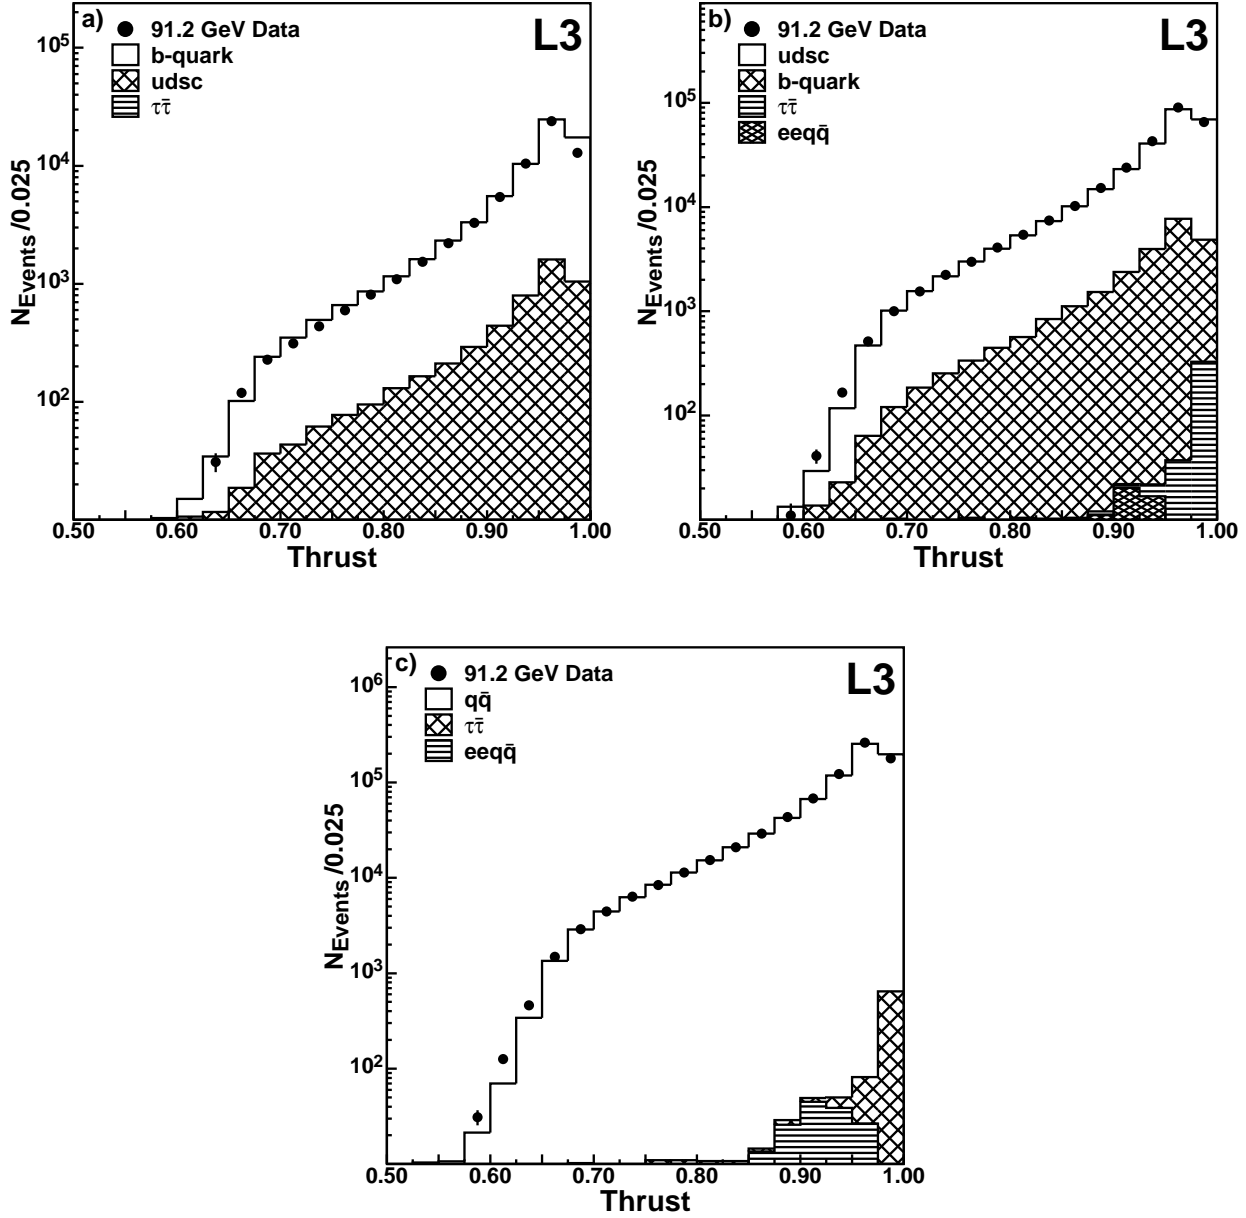 a)
L3
91.2 GeV Data
b-quark
udsc
ττ̄
10⁵
10⁴
10³
10²
N_Events/0.025
0.50 0.60 0.70 0.80 0.90 1.00
Thrust
b)
L3
91.2 GeV Data
udsc
b-quark
ττ̄
eeqq̄
10⁵
10⁴
10³
10²
N_Events/0.025
0.50 0.60 0.70 0.80 0.90 1.00
Thrust
c)
L3
91.2 GeV Data
qq̄
ττ̄
eeqq̄
10⁶
10⁵
10⁴
10³
10²
N_Events/0.025
0.50 0.60 0.70 0.80 0.90 1.00
Thrust